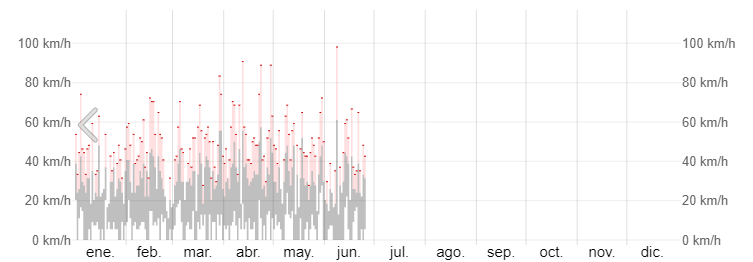 100 km/h 100 km/h
80 km/h 80 km/h
60 km/h 60 km/h
40 km/h 40 km/h
20 km/h 20 km/h
0 km/h 0 km/h
ene. feb. mar. abr. may. jun. jul. ago. sep. oct. nov. dic.